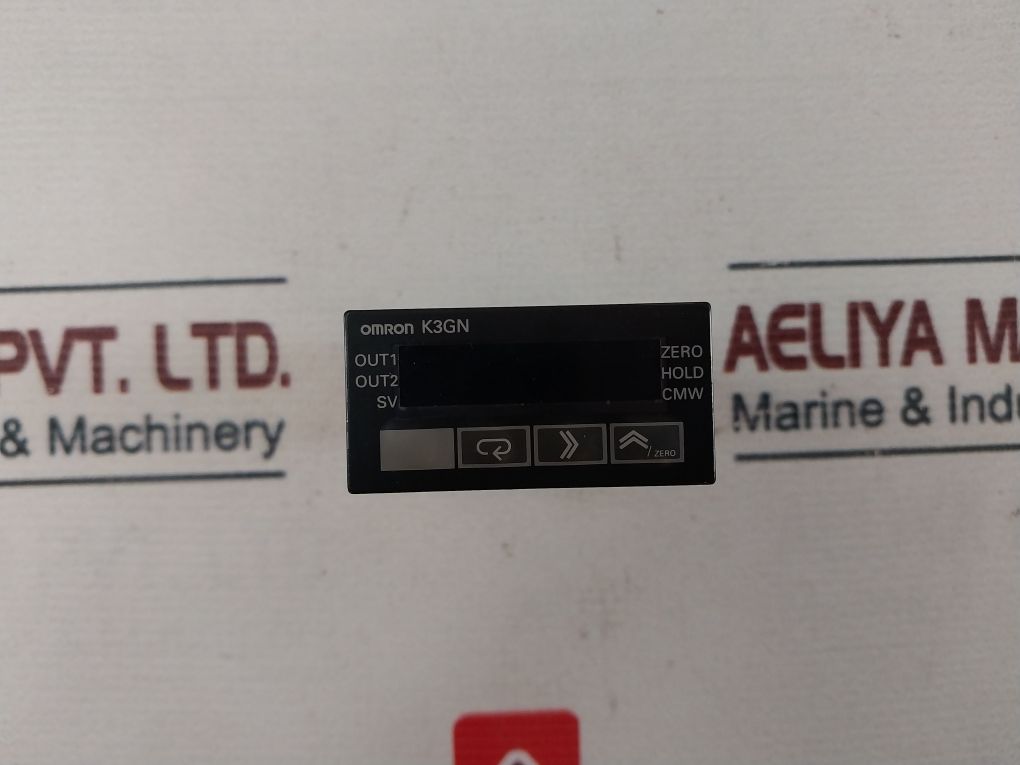 omron K3GN
OUT1
OUT2
SV
ZERO
HOLD
CMW
/ZERO
PVT. LTD.
& Machinery
AELIYA M
Marine & Indu